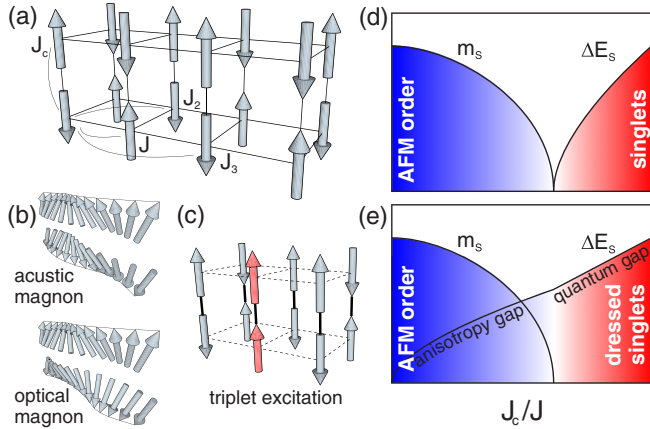 (a)
J_c
J_2
J
J_3
(b)
acustic
magnon
optical
magnon
(c)
triplet excitation
(d)
m_s
ΔE_s
AFM order
singlets
(e)
m_s
ΔE_s
AFM order
anisotropy gap
quantum gap
dressed
singlets
J_c/J